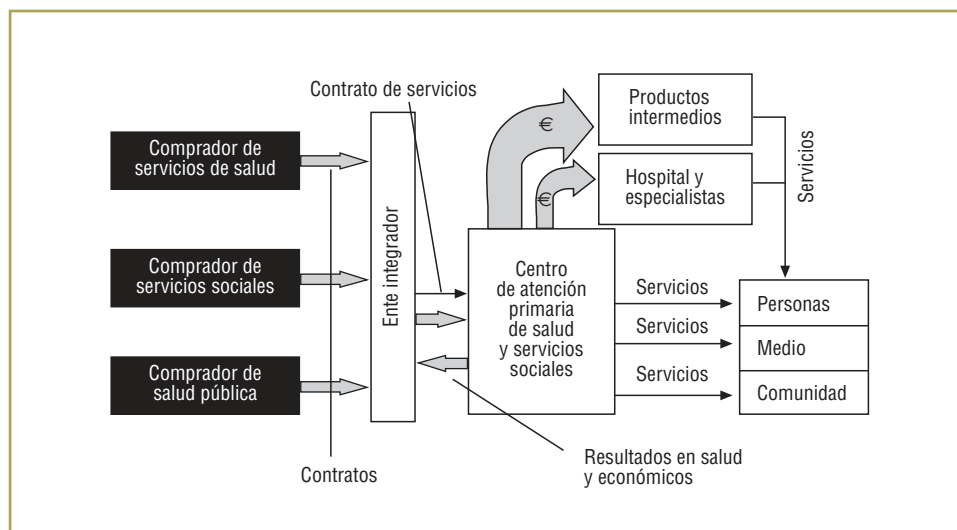 Contrato de servicios
Comprador de
servicios de salud
Comprador de
servicios sociales
Comprador de
salud pública
Contratos
Ente integrador
€
€
Productos
intermedios
Hospital y
especialistas
Servicios
Centro
de atención
primaria
de salud
y servicios
sociales
Servicios
Servicios
Servicios
Personas
Medio
Comunidad
Resultados en salud
y económicos